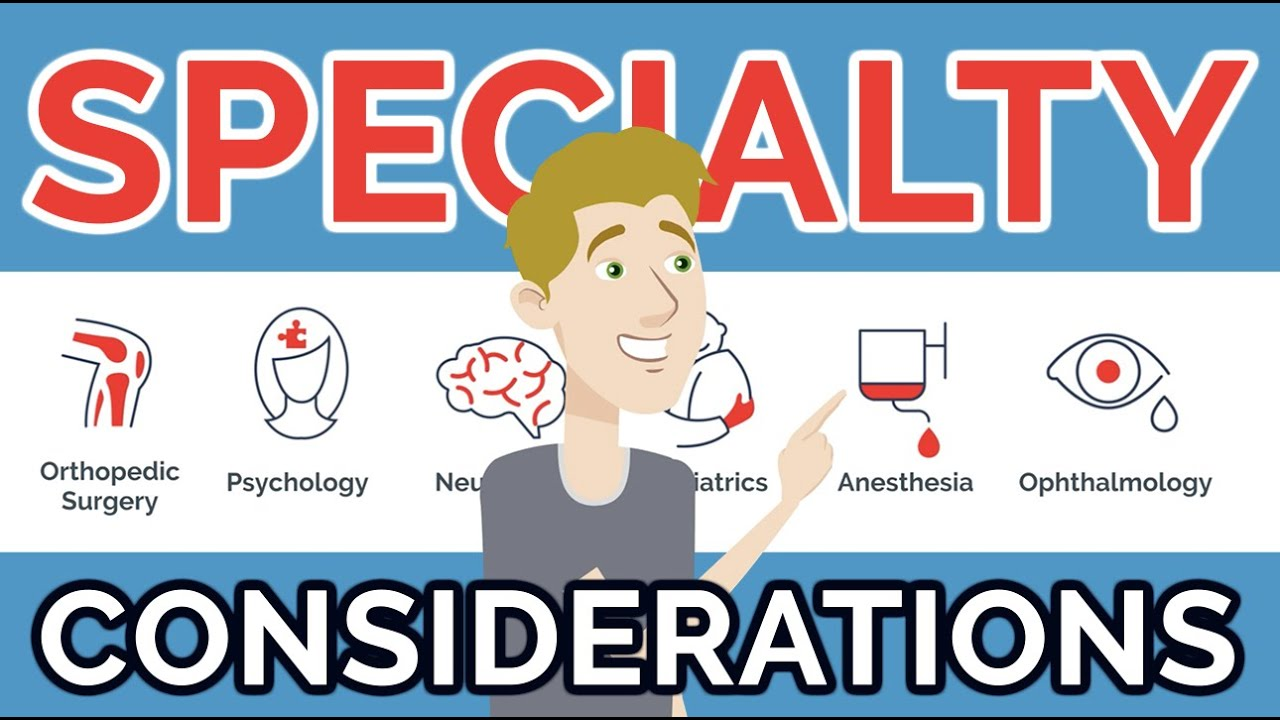 SPECIALTY
Orthopedic
Surgery
Psychology
Anesthesia
Ophthalmology
CONSIDERATIONS